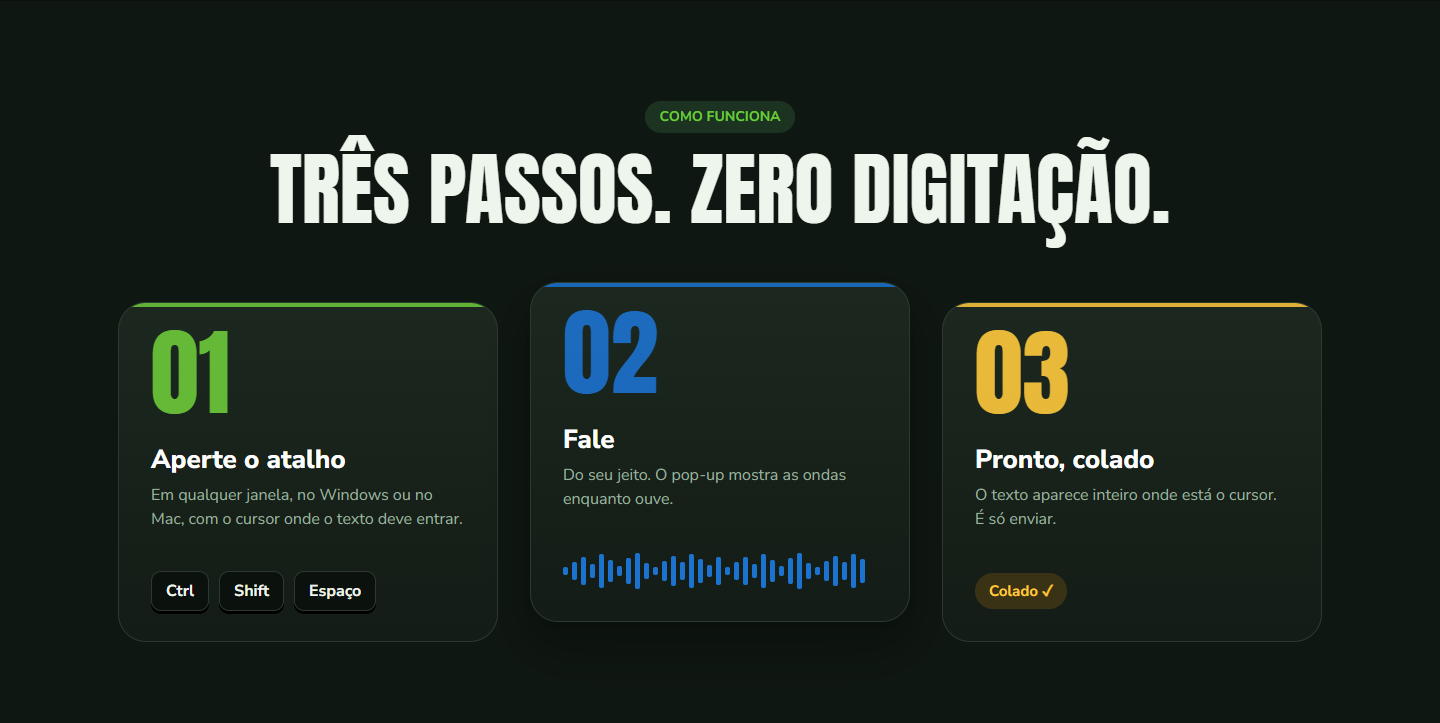 COMO FUNCIONA
TRÊS PASSOS. ZERO DIGITAÇÃO.
01
Aperte o atalho
Em qualquer janela, no Windows ou no
Mac, com o cursor onde o texto deve entrar.
Ctrl Shift Espaço
02
Fale
Do seu jeito. O pop-up mostra as ondas
enquanto ouve.
03
Pronto, colado
O texto aparece inteiro onde está o cursor.
É só enviar.
Colado ✓